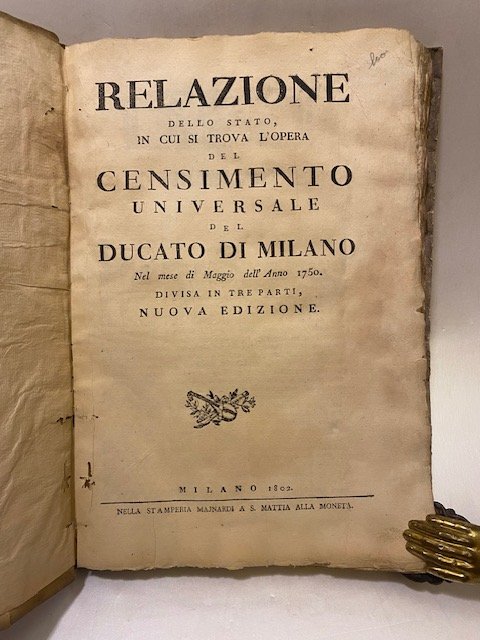 RELAZIONE
DELLO STATO,
IN CUI SI TROVA L'OPERA
DEL
CENSIMENTO
UNIVERSALE
DEL
DUCATO DI MILANO
Nel mese di Maggio dell' Anno 1750.
DIVISA IN TRE PARTI,
NUOVA EDIZIONE.
MILANO 1802.
NELLA STAMPERIA MAINARDI A S. MATTIA ALLA MONETA.